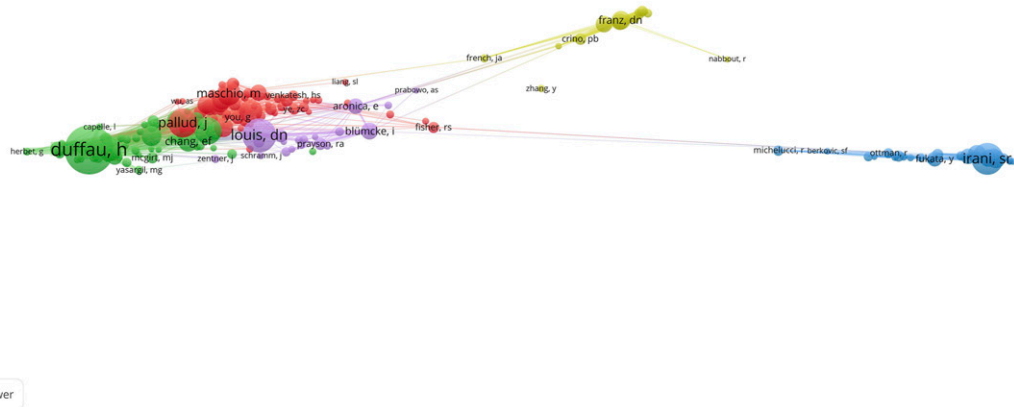 franz, dn
crino, pb
french, ja
nabbout, r
liang, sl
prabowo, as
zhang, y
maschio, m
venkatesh, hs
aronica, e
you, g
capelle, l
pallud, j
fisher, rs
louis, dn
blümcke, i
chang, ef
prayson, ra
herbet, g
duffau, h
mcgirt, mj
zentner, j
schramm, j
yasargil, mg
michelucci, r
berkovic, sf
ottman, r
fukata, y
irani, sr